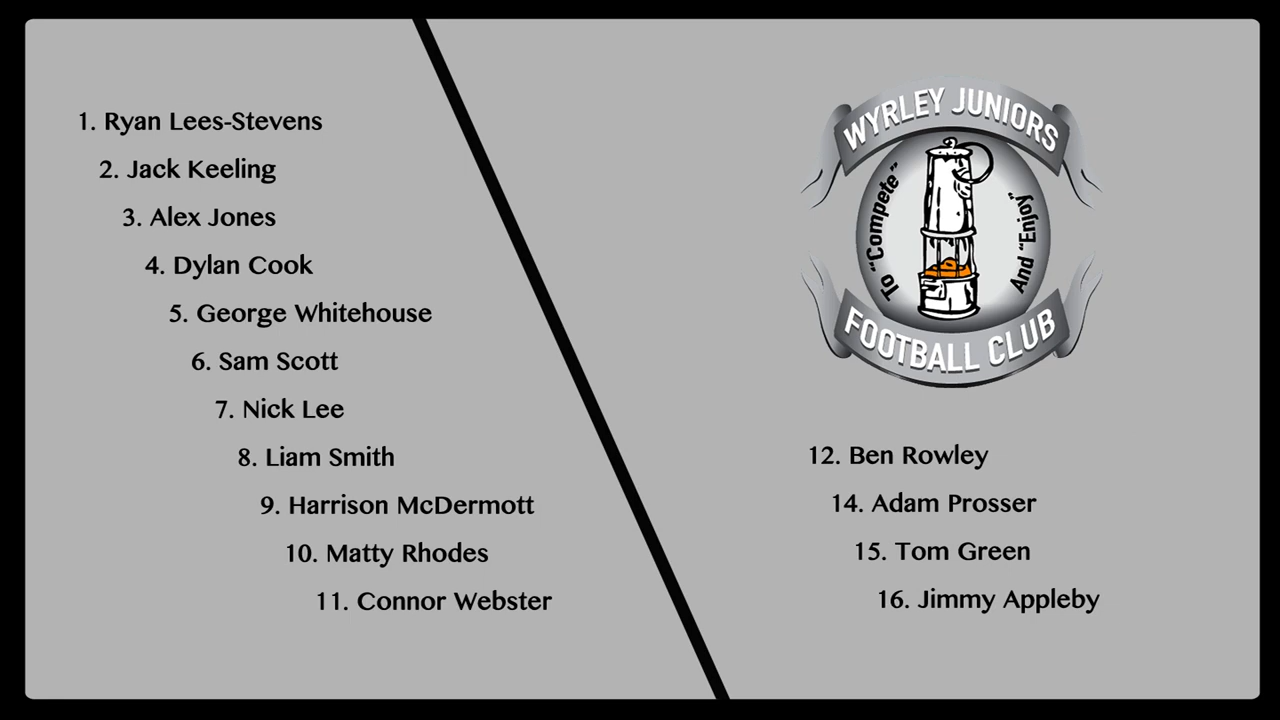 1. Ryan Lees-Stevens
2. Jack Keeling
3. Alex Jones
4. Dylan Cook
5. George Whitehouse
6. Sam Scott
7. Nick Lee
8. Liam Smith
9. Harrison McDermott
10. Matty Rhodes
11. Connor Webster
WYRLEY JUNIORS
To "Compete"
And "Enjoy"
FOOTBALL CLUB
12. Ben Rowley
14. Adam Prosser
15. Tom Green
16. Jimmy Appleby